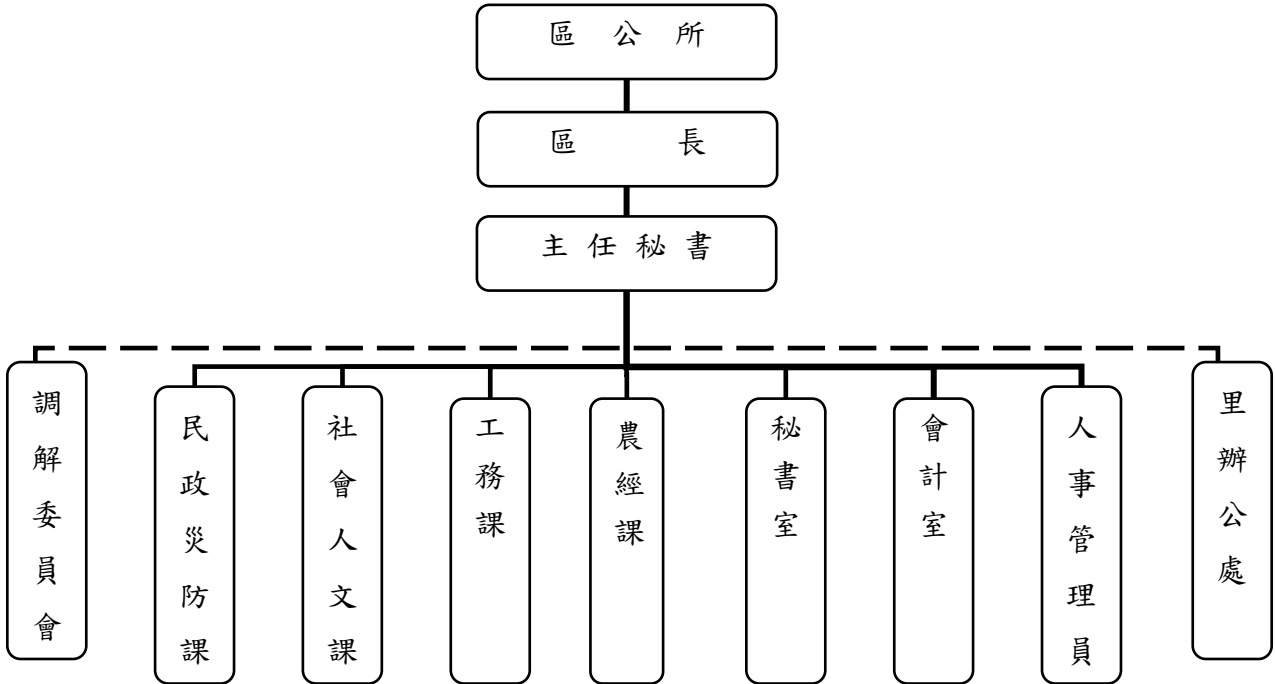 區公所
區長
主任秘書
調解委員會
民政災防課
社會人文課
工務課
農經課
秘書室
會計室
人事管理員
里辦公處